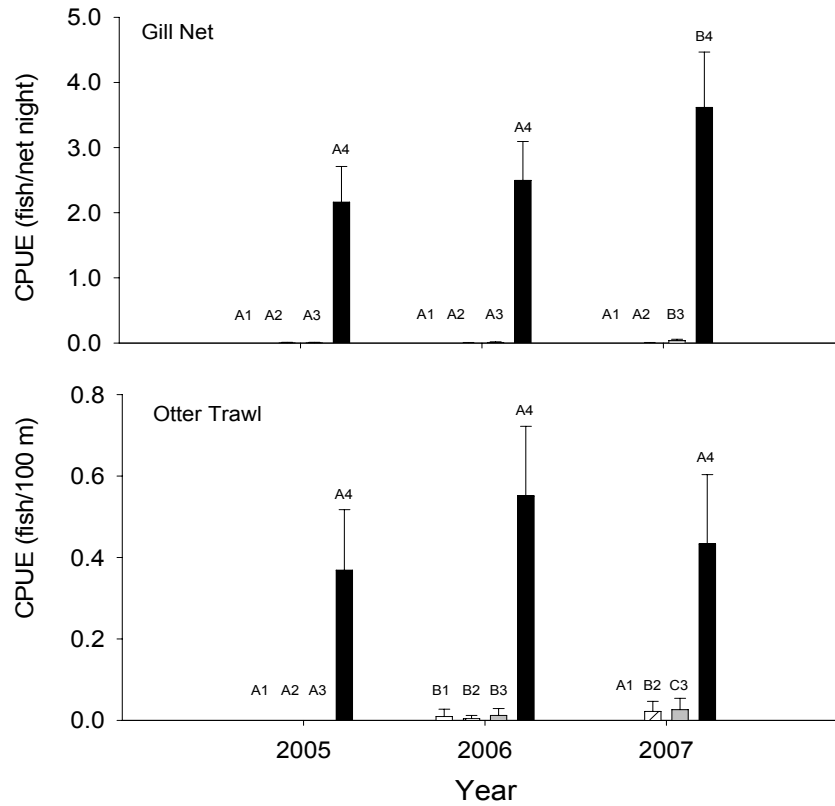 Gill Net
CPUE (fish/net night)
5.0
4.0
3.0
2.0
1.0
0.0
A1 A2 A3 A4
A1 A2 A3 A4
A1 A2 B3 B4
Otter Trawl
CPUE (fish/100 m)
0.8
0.6
0.4
0.2
0.0
A1 A2 A3 A4
B1 B2 B3 A4
A1 B2 C3 A4
2005 2006 2007
Year